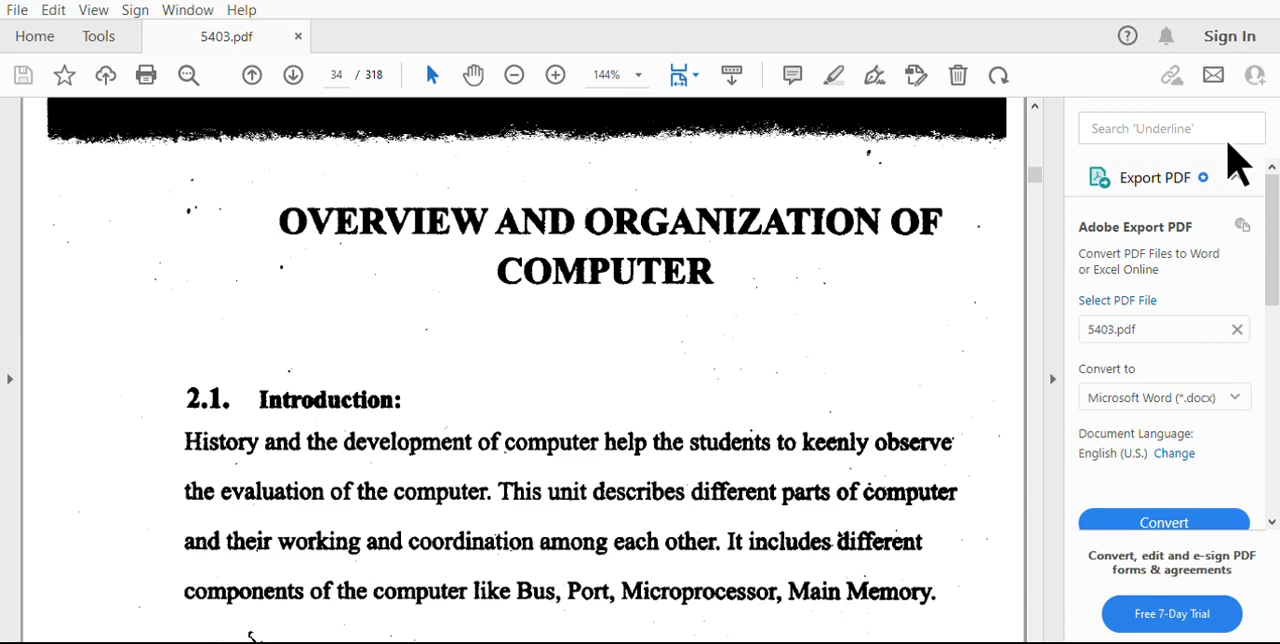 File Edit View Sign Window Help
Home Tools 5403.pdf × ? Sign In
34 / 318 144%
Search 'Underline'
Export PDF
Adobe Export PDF
Convert PDF Files to Word
or Excel Online
Select PDF File
5403.pdf
Convert to
Microsoft Word (*.docx)
Document Language:
English (U.S.) Change
Convert
Convert, edit and e-sign PDF
forms & agreements
Free 7-Day Trial
OVERVIEW AND ORGANIZATION OF
COMPUTER
2.1. Introduction:
History and the development of computer help the students to keenly observe
the evaluation of the computer. This unit describes different parts of computer
and their working and coordination among each other. It includes different
components of the computer like Bus, Port, Microprocessor, Main Memory.